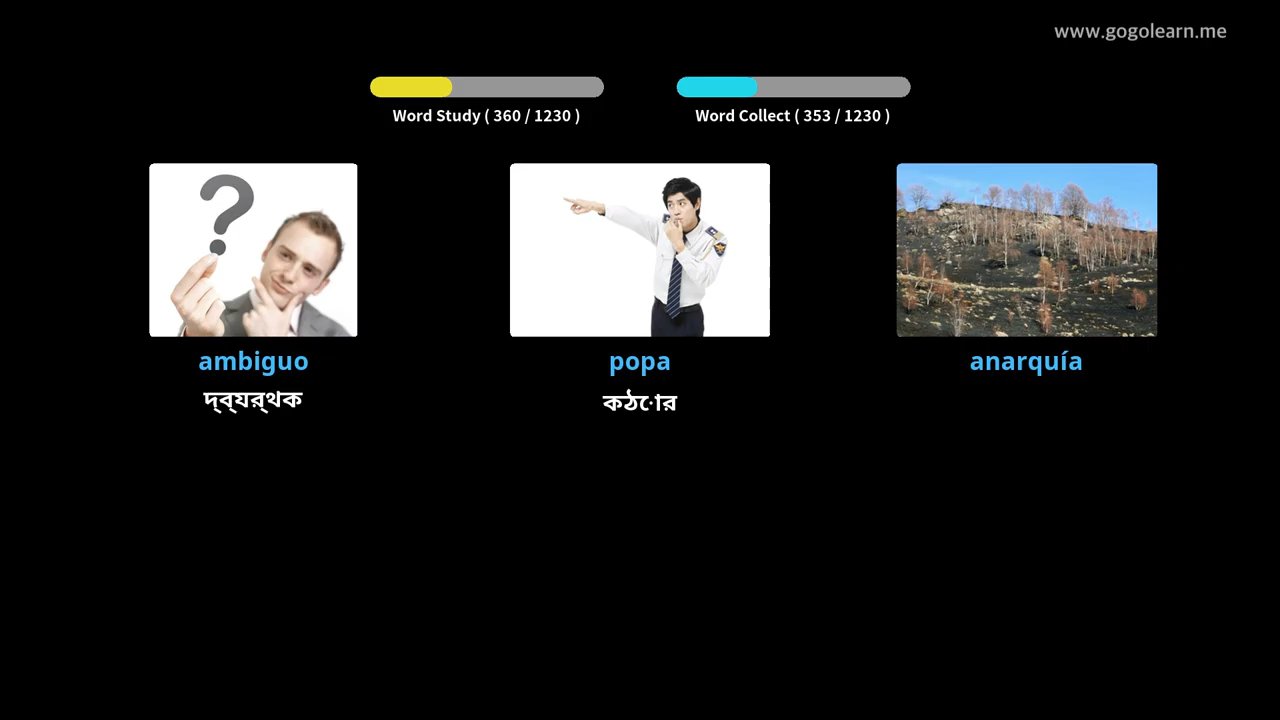 www.gogolearn.me
Word Study ( 360 / 1230 )
Word Collect ( 353 / 1230 )
ambiguo
popa
anarquía
দ্ব্যর্থক
কঠোর